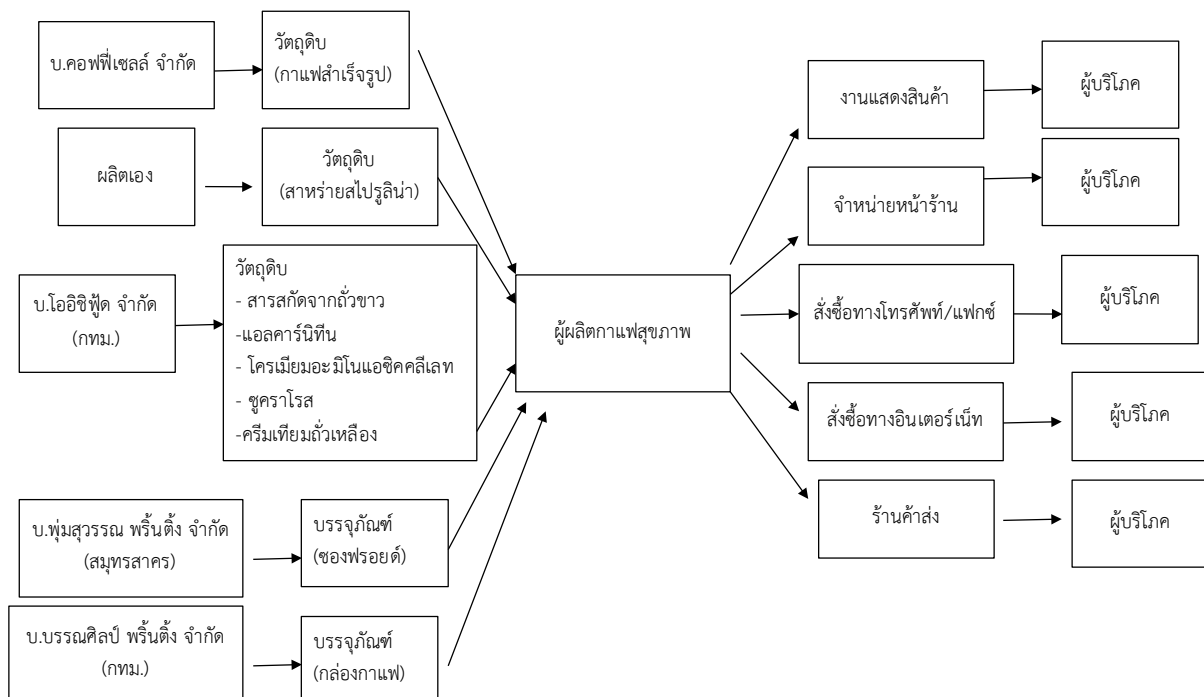 บ.คอฟฟี่เซลล์ จำกัด
วัตถุดิบ
(กาแฟสำเร็จรูป)
ผลิตเอง
วัตถุดิบ
(สาหร่ายสไปรูลิน่า)
บ.โออิชิฟู้ด จำกัด
(กทม.)
วัตถุดิบ
- สารสกัดจากถั่วขาว
-แอลคาร์นิทีน
- โครเมียมอะมิโนแอซิคคลีเลท
- ซูคราโรส
-ครีมเทียมถั่วเหลือง
บ.พุ่มสุวรรณ พริ้นติ้ง จำกัด
(สมุทรสาคร)
บรรจุภัณฑ์
(ซองฟรอยด์)
บ.บรรณศิลป์ พริ้นติ้ง จำกัด
(กทม.)
บรรจุภัณฑ์
(กล่องกาแฟ)
ผู้ผลิตกาแฟสุขภาพ
งานแสดงสินค้า
ผู้บริโภค
จำหน่ายหน้าร้าน
ผู้บริโภค
สั่งซื้อทางโทรศัพท์/แฟกซ์
ผู้บริโภค
สั่งซื้อทางอินเตอร์เน็ท
ผู้บริโภค
ร้านค้าส่ง
ผู้บริโภค